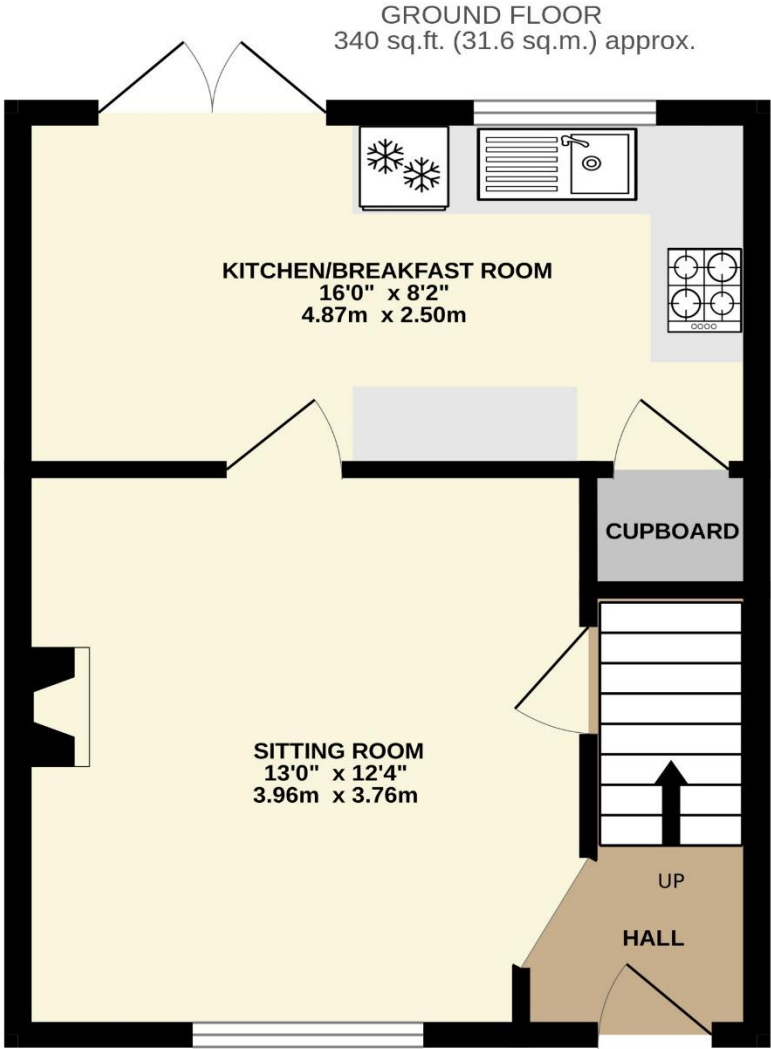 GROUND FLOOR
340 sq.ft. (31.6 sq.m.) approx.
KITCHEN/BREAKFAST ROOM
16'0" x 8'2"
4.87m x 2.50m
CUPBOARD
SITTING ROOM
13'0" x 12'4"
3.96m x 3.76m
UP
HALL